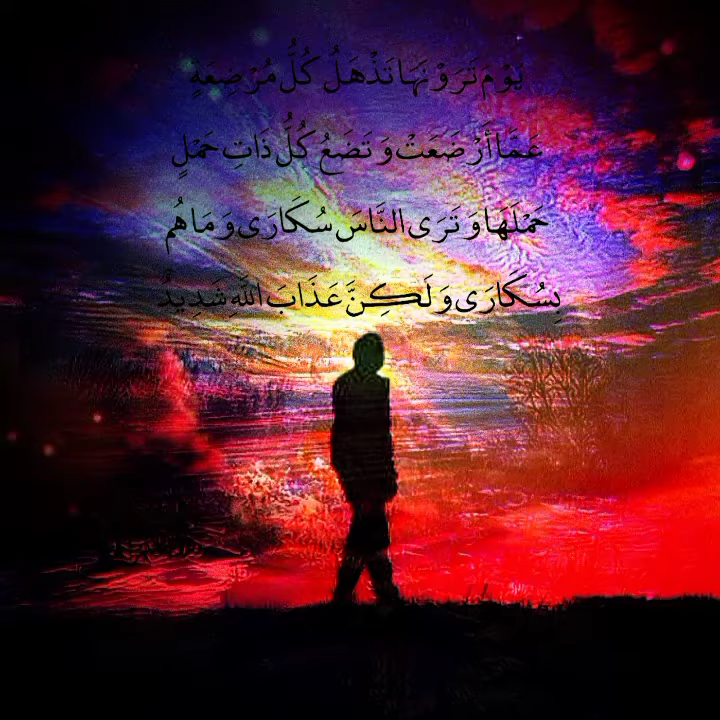 يَوْمَ تَرَوْنَهَا تَذْهَلُ كُلُّ مُرْضِعَةٍ
عَمَّا أَرْضَعَتْ وَ تَضَعُ كُلُّ ذَاتِ حَمْلٍ
حَمْلَهَا وَ تَرَى النَّاسَ سُكَارَى وَ مَا هُم
بِسُكَارَى وَ لَكِنَّ عَذَابَ اللَّهِ شَدِيدٌ